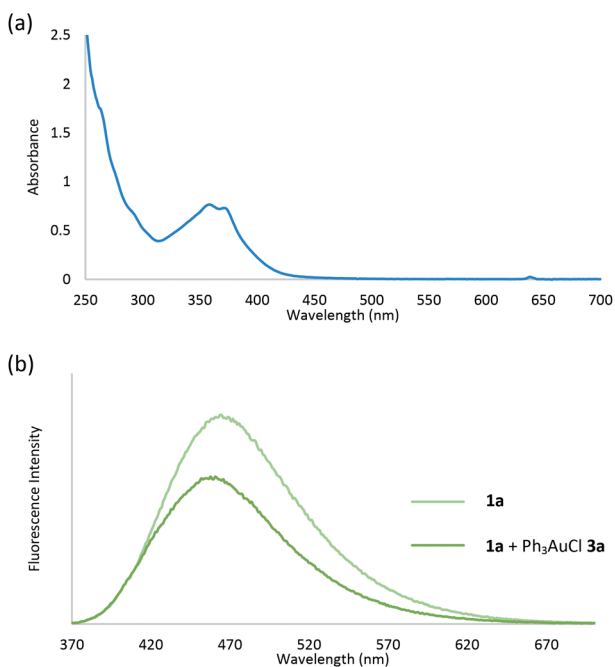 (a)
2.5
2
1.5
1
0.5
0
Absorbance
250 300 350 400 450 500 550 600 650 700
Wavelength (nm)
(b)
Fluorescence Intensity
1a
1a + Ph₃AuCl 3a
370 420 470 520 570 620 670
Wavelength (nm)